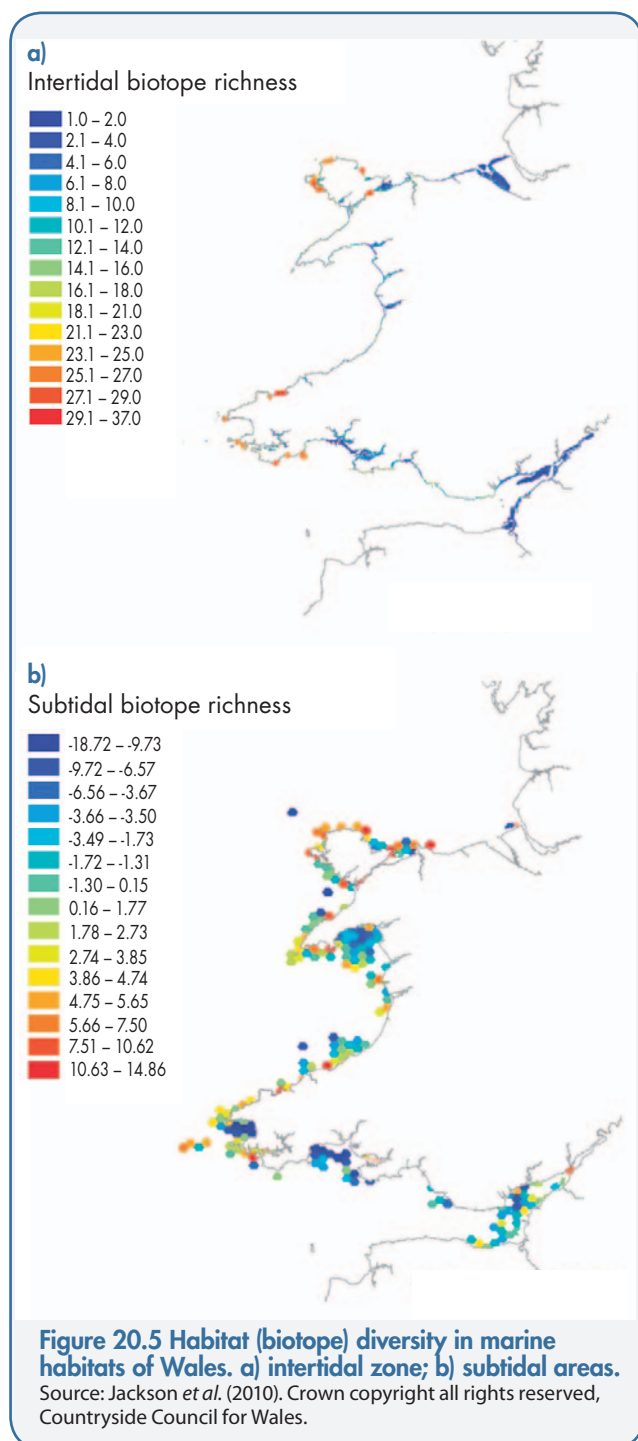 a)
Intertidal biotope richness
1.0 – 2.0
2.1 – 4.0
4.1 – 6.0
6.1 – 8.0
8.1 – 10.0
10.1 – 12.0
12.1 – 14.0
14.1 – 16.0
16.1 – 18.0
18.1 – 21.0
21.1 – 23.0
23.1 – 25.0
25.1 – 27.0
27.1 – 29.0
29.1 – 37.0
b)
Subtidal biotope richness
-18.72 – -9.73
-9.72 – -6.57
-6.56 – -3.67
-3.66 – -3.50
-3.49 – -1.73
-1.72 – -1.31
-1.30 – 0.15
0.16 – 1.77
1.78 – 2.73
2.74 – 3.85
3.86 – 4.74
4.75 – 5.65
5.66 – 7.50
7.51 – 10.62
10.63 – 14.86
Figure 20.5 Habitat (biotope) diversity in marine
habitats of Wales. a) intertidal zone; b) subtidal areas.
Source: Jackson et al. (2010). Crown copyright all rights reserved,
Countryside Council for Wales.